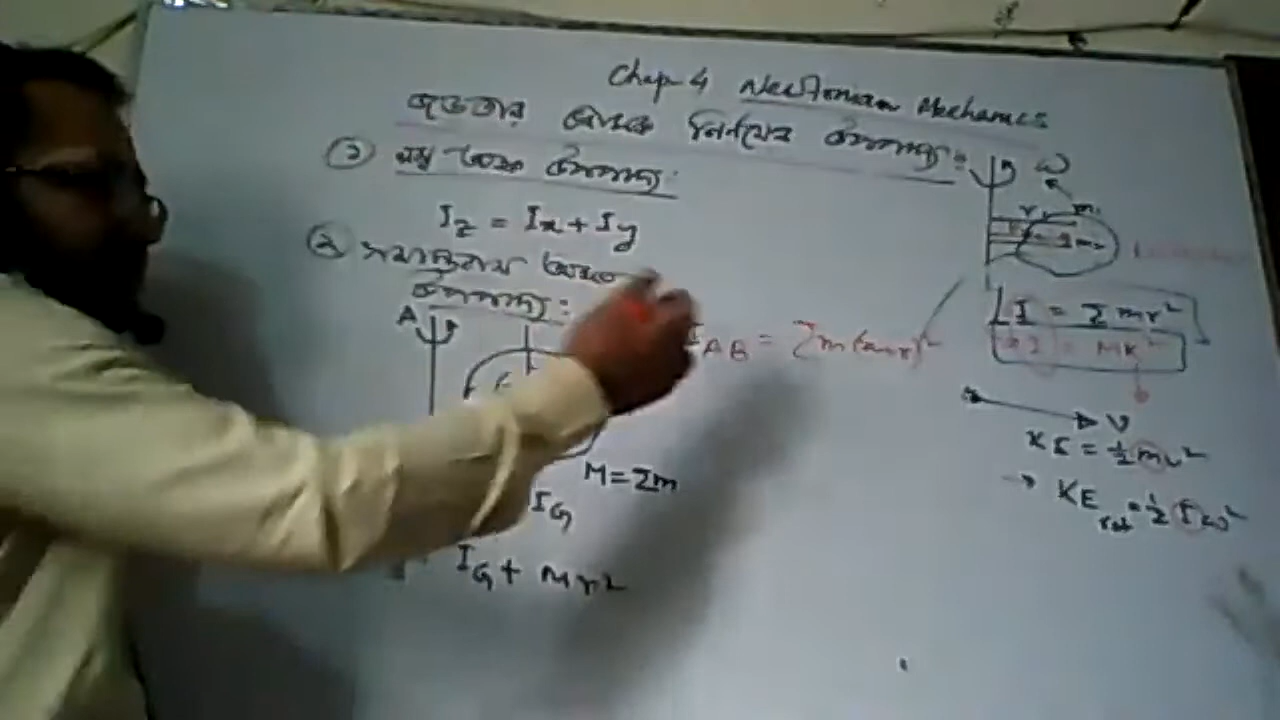 Chap 4 Newtonian Mechanics
জড়তার ভ্রামক নির্ণয়ের উপপাদ্য:
① লম্ব অক্ষ উপপাদ্য:
I_z = I_x + I_y
② সমান্তরাল অক্ষ
উপপাদ্য:
A
M = Σm
I_G
I_G + Mr²
I_AB = Σm(x+r)²
ω
I = Σmr²
I = MK²
v
KE = ½mv²
→ KE_rot = ½Iω²